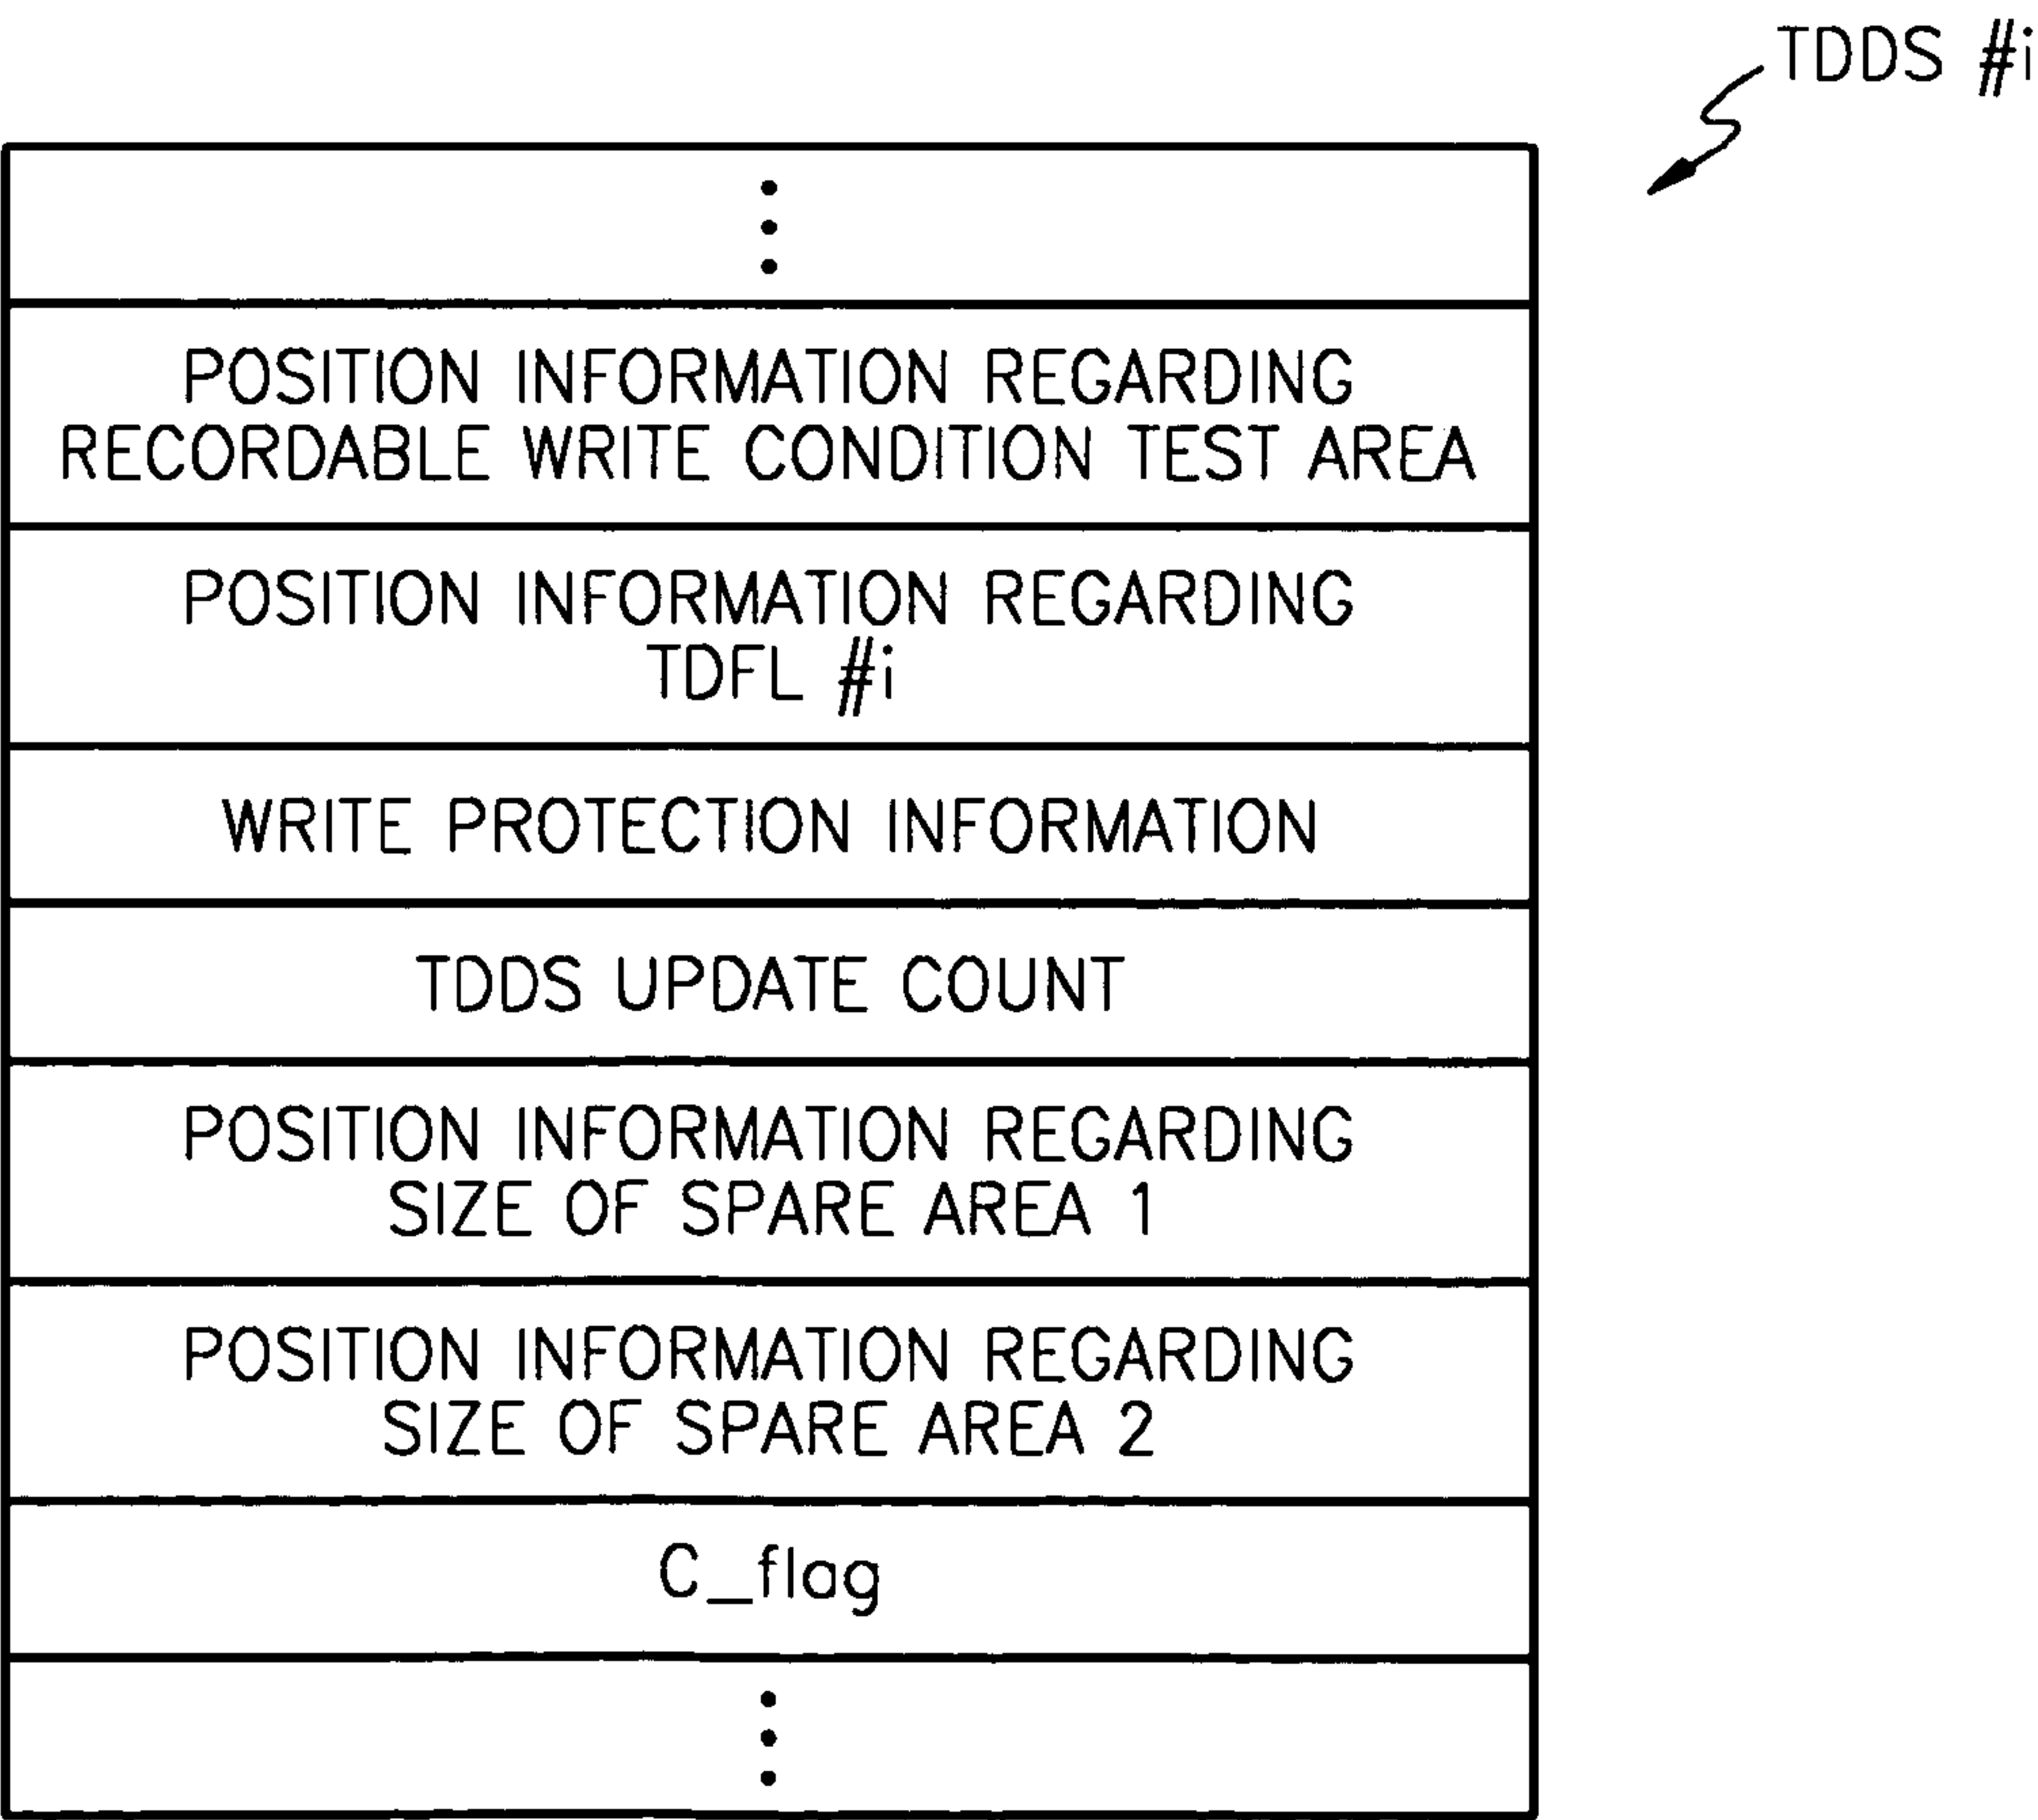 TDDS #i
POSITION INFORMATION REGARDING
RECORDABLE WRITE CONDITION TEST AREA
POSITION INFORMATION REGARDING
TDFL #i
WRITE PROTECTION INFORMATION
TDDS UPDATE COUNT
POSITION INFORMATION REGARDING
SIZE OF SPARE AREA 1
POSITION INFORMATION REGARDING
SIZE OF SPARE AREA 2
C_flag